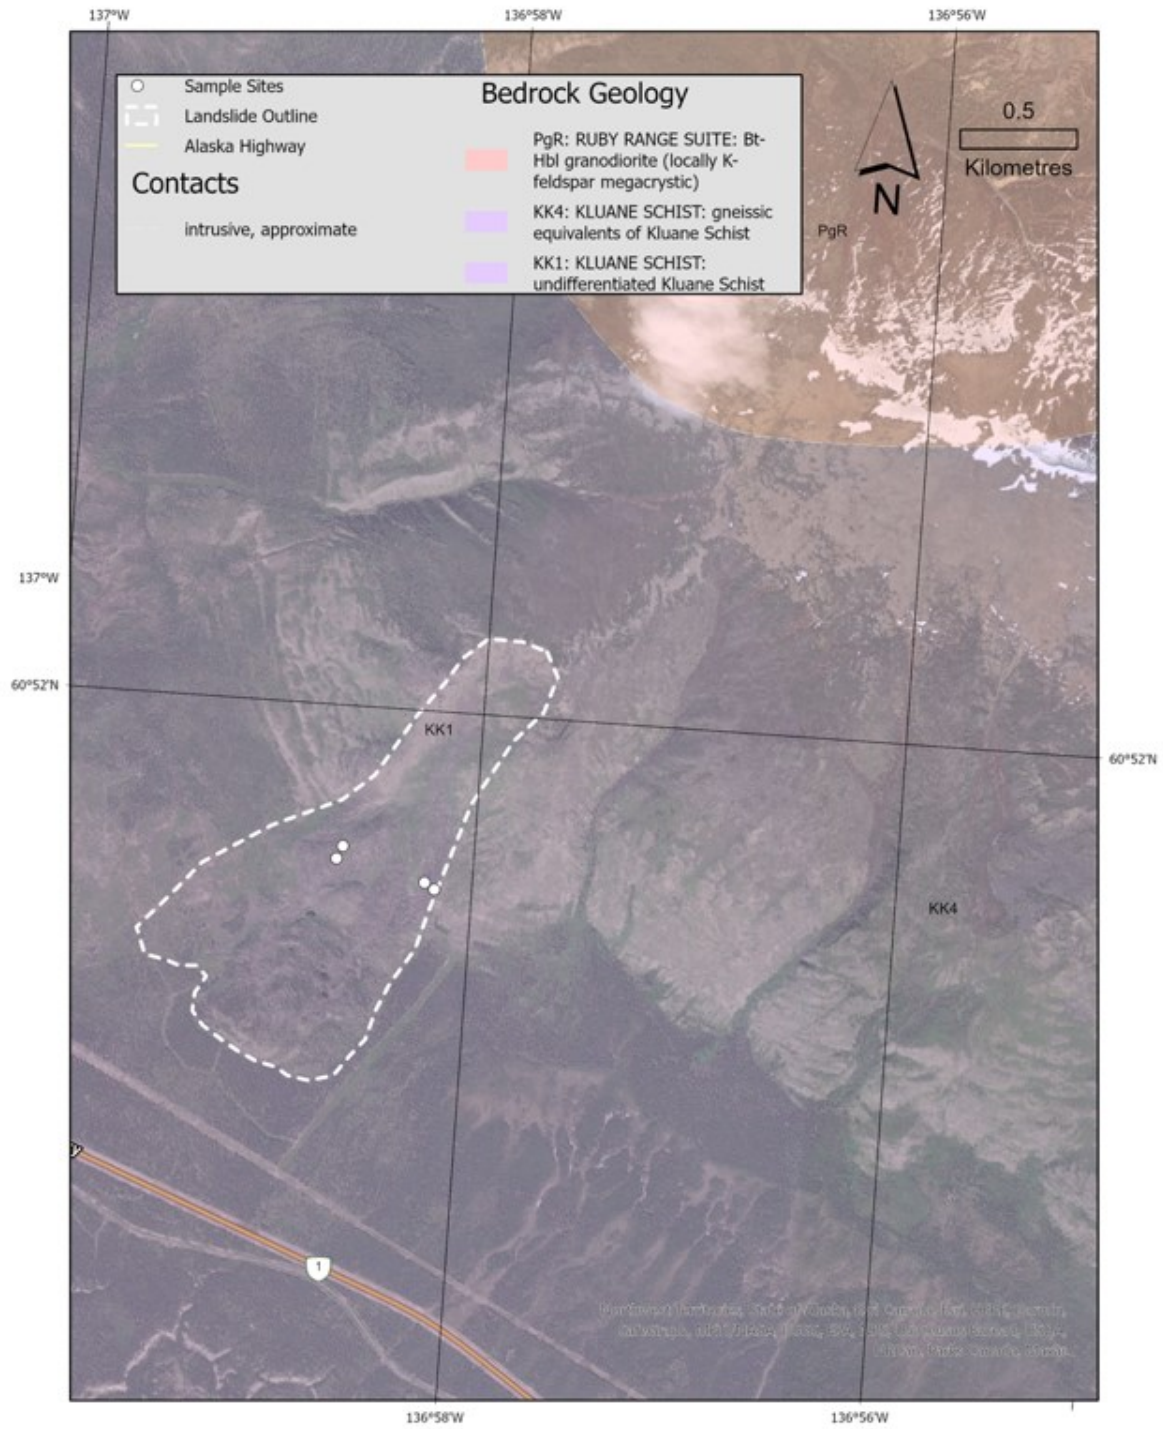 137°W 136°58'W 136°56'W
Sample Sites
Landslide Outline
Alaska Highway
Contacts
intrusive, approximate
Bedrock Geology
PgR: RUBY RANGE SUITE: Bt-
Hbl granodiorite (locally K-
feldspar megacrystic)
KK4: KLUANE SCHIST: gneissic
equivalents of Kluane Schist
KK1: KLUANE SCHIST:
undifferentiated Kluane Schist
0.5
Kilometres
N
PgR
137°W
60°52'N
KK1
60°52'N
KK4
y
1
136°58'W 136°56'W